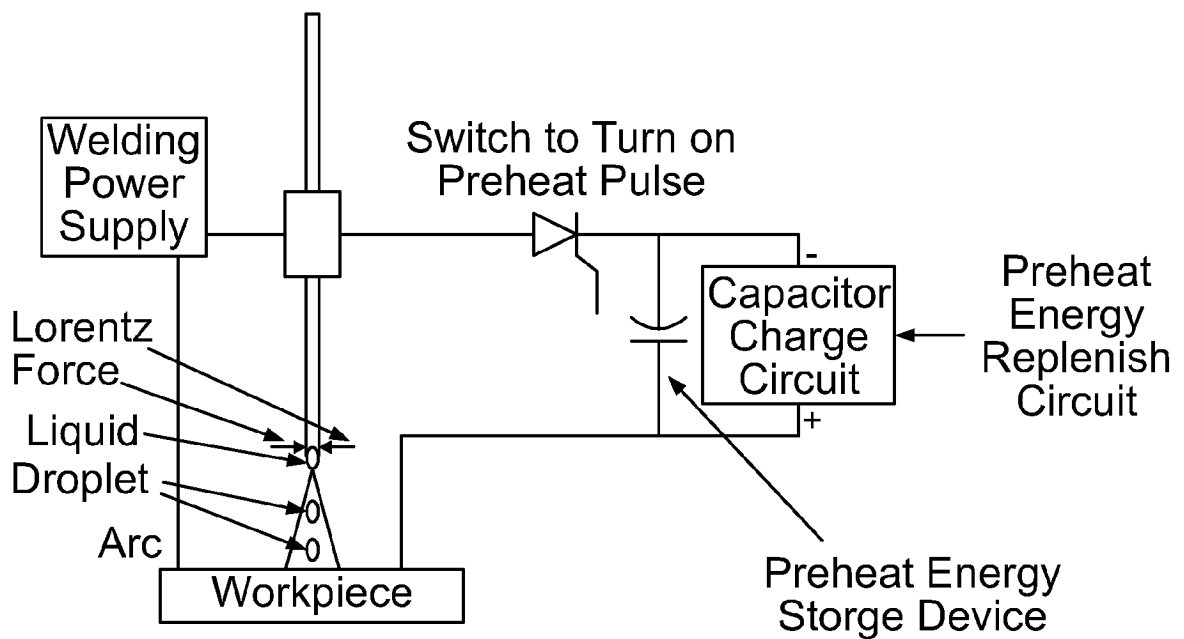 Welding
Power
Supply
Switch to Turn on
Preheat Pulse
-
Capacitor
Charge
Circuit
+
Preheat
Energy
Replenish
Circuit
Lorentz
Force
Liquid
Droplet
Arc
Workpiece
Preheat Energy
Storge Device